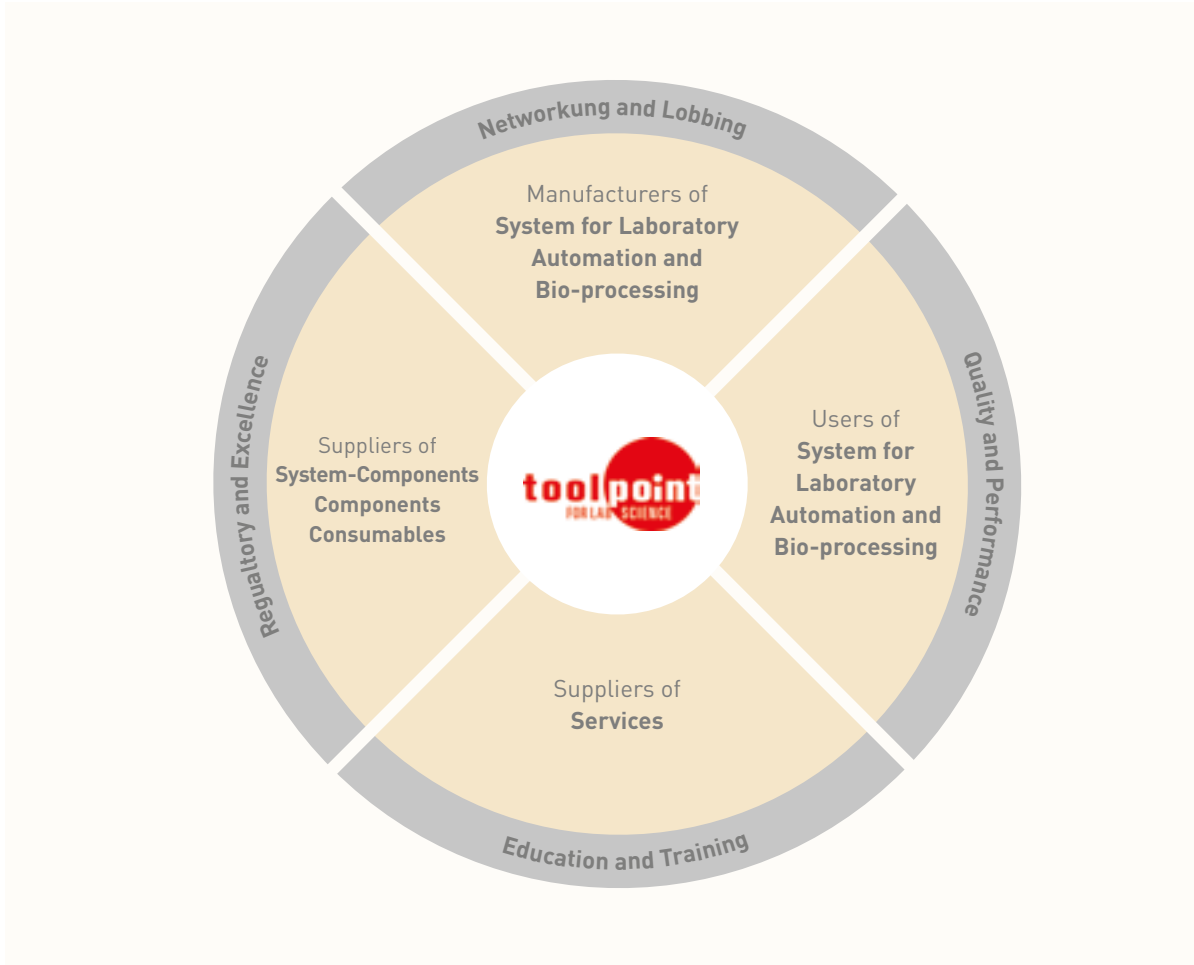 Networkung and Lobbing
Manufacturers of
System for Laboratory
Automation and
Bio-processing
Regualtory and Excellence
Suppliers of
System-Components
Components
Consumables
toolpoint
FOR LAB SCIENCE
Users of
System for
Laboratory
Automation and
Bio-processing
Quality and Performance
Suppliers of
Services
Education and Training